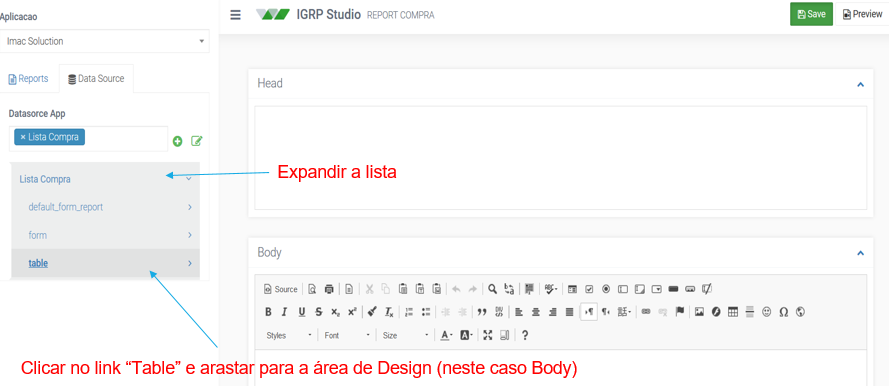 Aplicacao
Imac Soluction
Reports
Data Source
Datasorce App
× Lista Compra
Lista Compra
default_form_report
form
table
IGRP Studio REPORT COMPRA
Save
Preview
Head
Expandir a lista
Body
Source
Styles
Font
Size
Clicar no link “Table” e arastar para a área de Design (neste caso Body)